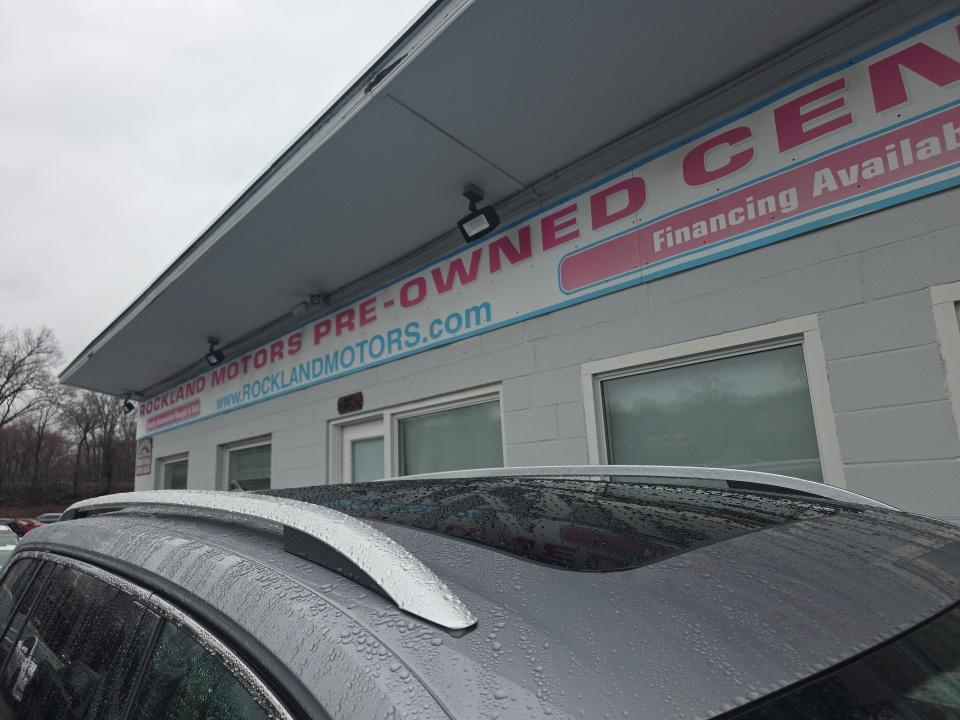 ROCKLAND MOTORS PRE-OWNED CEN
www.ROCKLANDMOTORS.com
Financing Availab